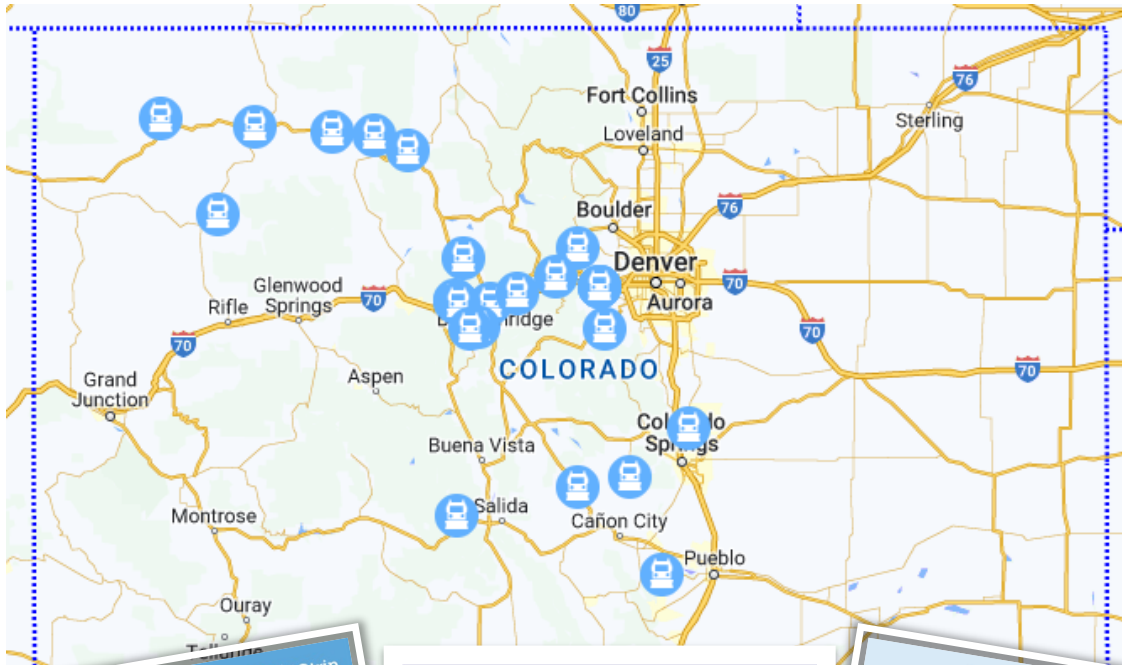 80
25
76
Fort Collins
Sterling
Loveland
76
Boulder
Denver
70
Aurora
Glenwood
Springs
70
Rifle
70
70
COLORADO
70
Aspen
Grand
Junction
Buena Vista
Salida
Cañon City
Montrose
Pueblo
Ouray